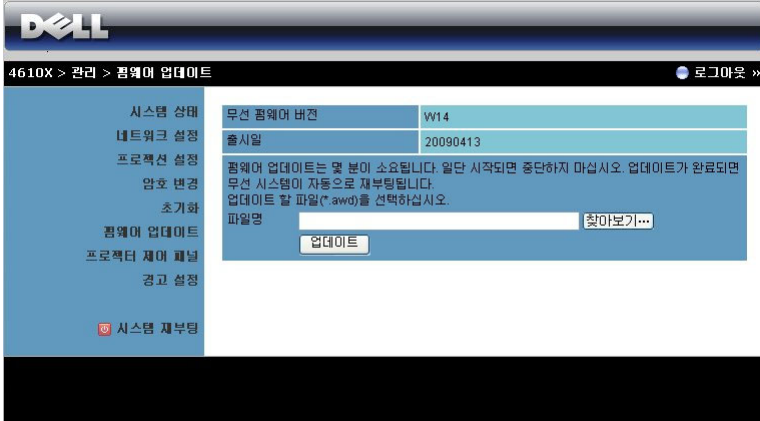 DELL
4610X > 관리 > 펌웨어 업데이트
로그아웃 »
시스템 상태
네트워크 설정
프로젝션 설정
암호 변경
초기화
펌웨어 업데이트
프로젝터 제어 패널
경고 설정
시스템 재부팅
무선 펌웨어 버전 W14
출시일 20090413
펌웨어 업데이트는 몇 분이 소요됩니다. 일단 시작되면 중단하지 마십시오. 업데이트가 완료되면
무선 시스템이 자동으로 재부팅됩니다.
업데이트 할 파일(*.awd)을 선택하십시오.
파일명 찾아보기...
업데이트